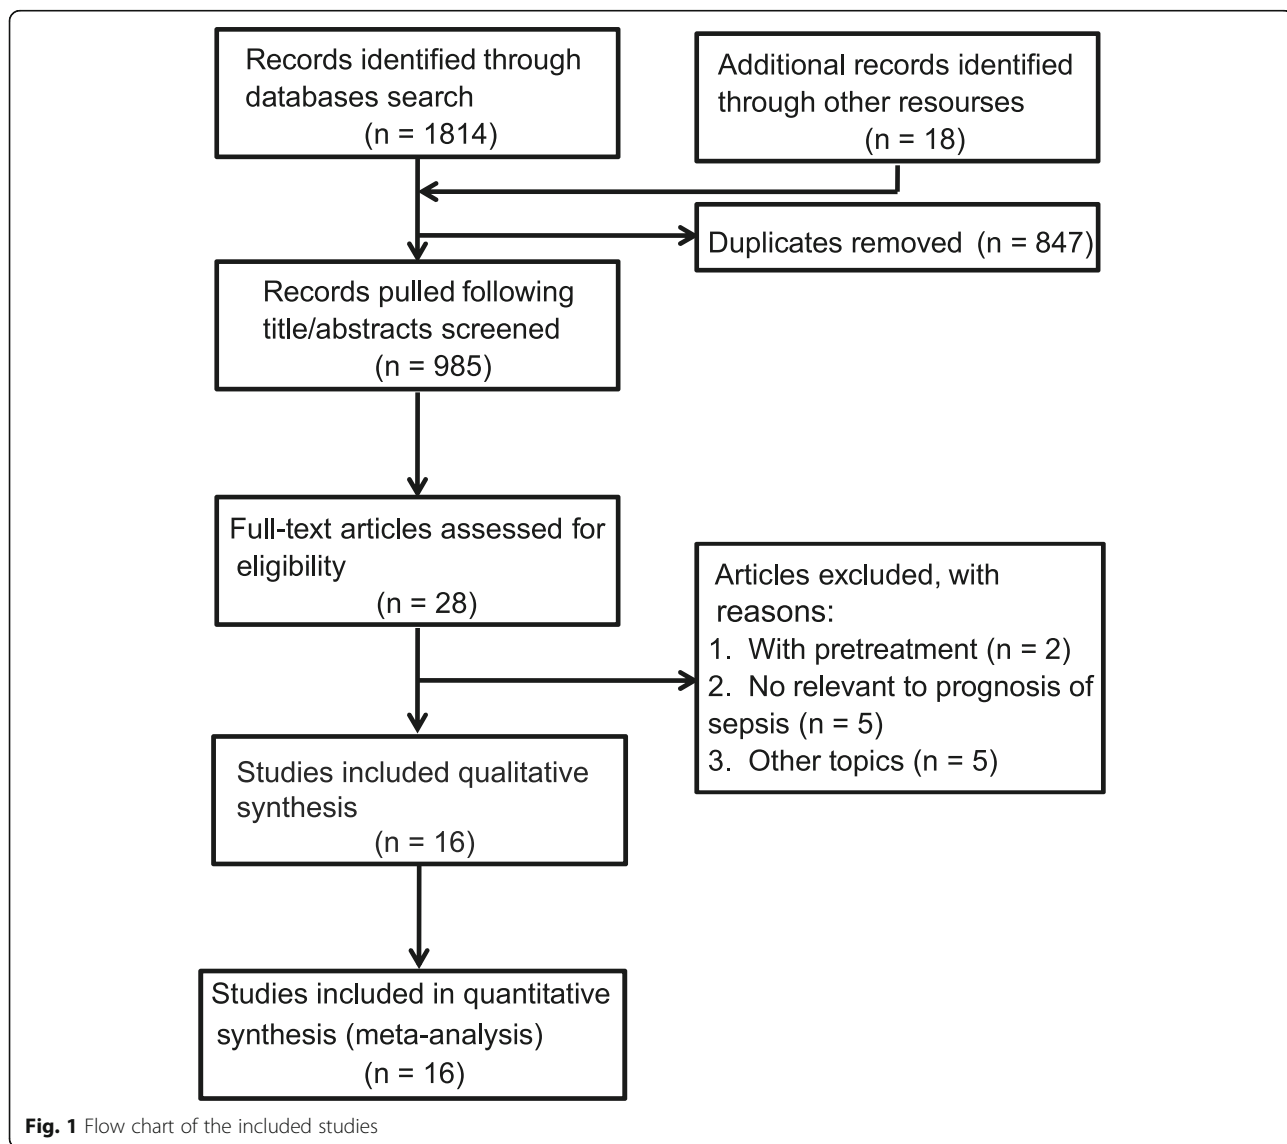 Records identified through
databases search
(n = 1814)
Additional records identified
through other resourses
(n = 18)
Duplicates removed (n = 847)
Records pulled following
title/abstracts screened
(n = 985)
Full-text articles assessed for
eligibility
(n = 28)
Articles excluded, with
reasons:
1. With pretreatment (n = 2)
2. No relevant to prognosis of
sepsis (n = 5)
3. Other topics (n = 5)
Studies included qualitative
synthesis
(n = 16)
Studies included in quantitative
synthesis (meta-analysis)
(n = 16)
Fig. 1 Flow chart of the included studies